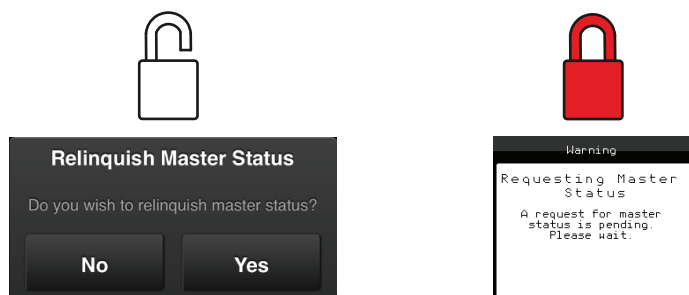 Relinquish Master Status
Do you wish to relinquish master status?
No Yes
Warning
Requesting Master
Status
A request for master
status is pending.
Please wait.